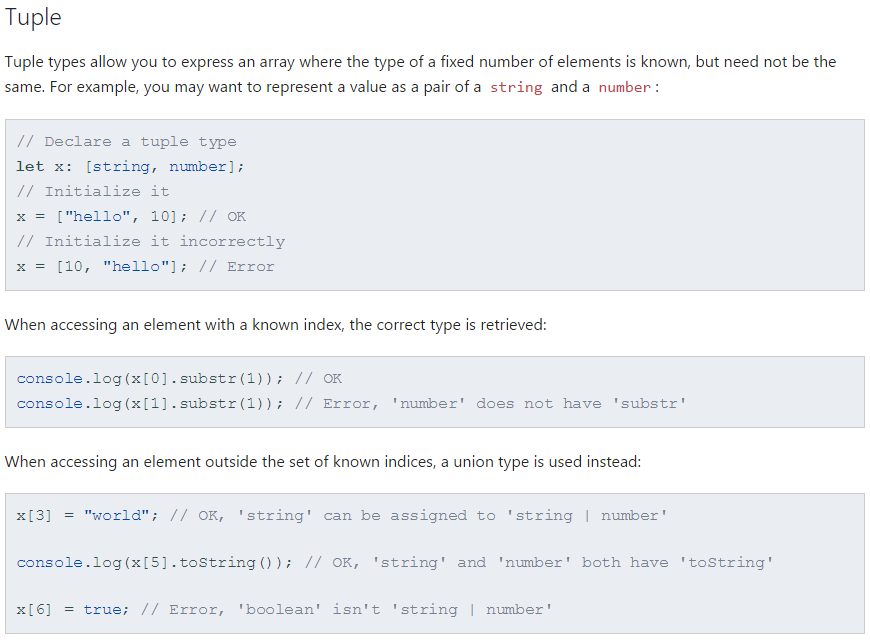 Tuple
Tuple types allow you to express an array where the type of a fixed number of elements is known, but need not be the
same. For example, you may want to represent a value as a pair of a string and a number :
// Declare a tuple type
let x: [string, number];
// Initialize it
x = ["hello", 10]; // OK
// Initialize it incorrectly
x = [10, "hello"]; // Error
When accessing an element with a known index, the correct type is retrieved:
console.log(x[0].substr(1)); // OK
console.log(x[1].substr(1)); // Error, 'number' does not have 'substr'
When accessing an element outside the set of known indices, a union type is used instead:
x[3] = "world"; // OK, 'string' can be assigned to 'string | number'
console.log(x[5].toString()); // OK, 'string' and 'number' both have 'toString'
x[6] = true; // Error, 'boolean' isn't 'string | number'